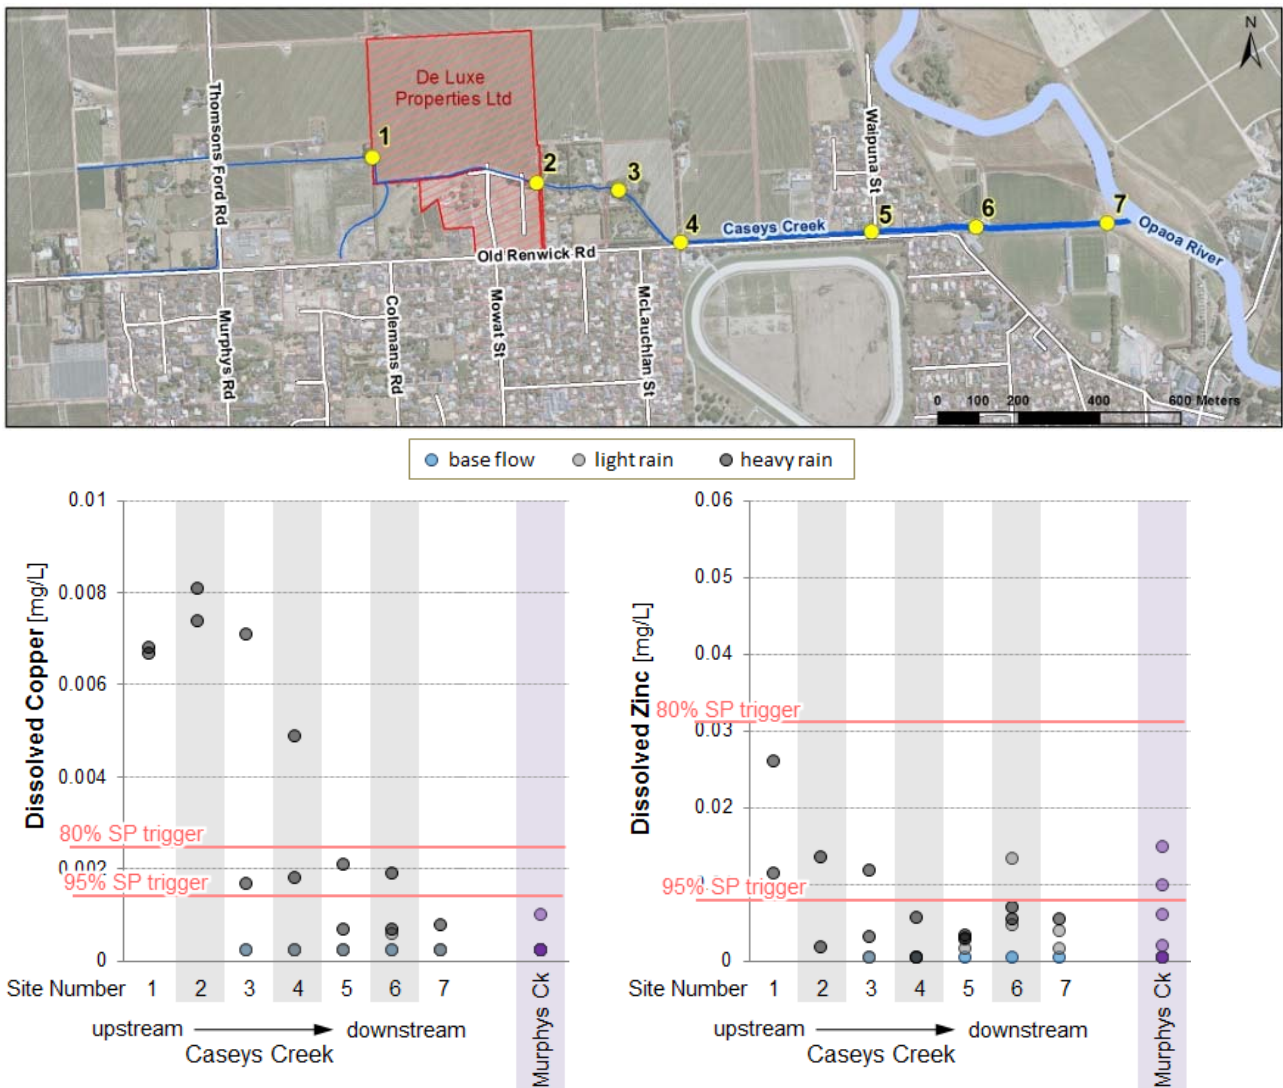 De Luxe
Properties Ltd
N
Thomsons Ford Rd
Waipuna St
1
2
3
4
5
6
7
Caseys Creek
Opaoa River
Old Renwick Rd
Murphys Rd
Colemans Rd
Mowat St
McLauchlan St
0 100 200 400 600 Meters
base flow light rain heavy rain
Dissolved Copper [mg/L]
0.01
0.008
0.006
0.004
0.002
0
80% SP trigger
95% SP trigger
Site Number 1 2 3 4 5 6 7
Murphys Ck
upstream downstream
Caseys Creek
Dissolved Zinc [mg/L]
0.06
0.05
0.04
0.03
0.02
0
80% SP trigger
95% SP trigger
Site Number 1 2 3 4 5 6 7
Murphys Ck
upstream downstream
Caseys Creek